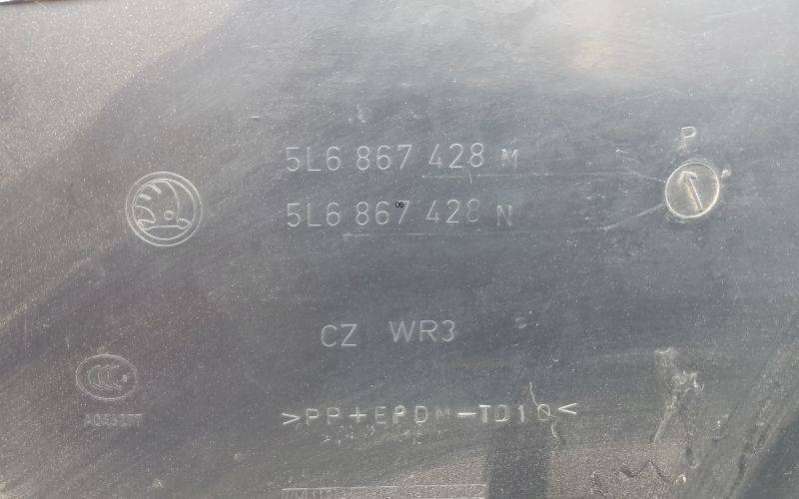 P
5L6 867 428 M
5L6 867 428 N
CZ WR3
>PP+EPDM-TD10<